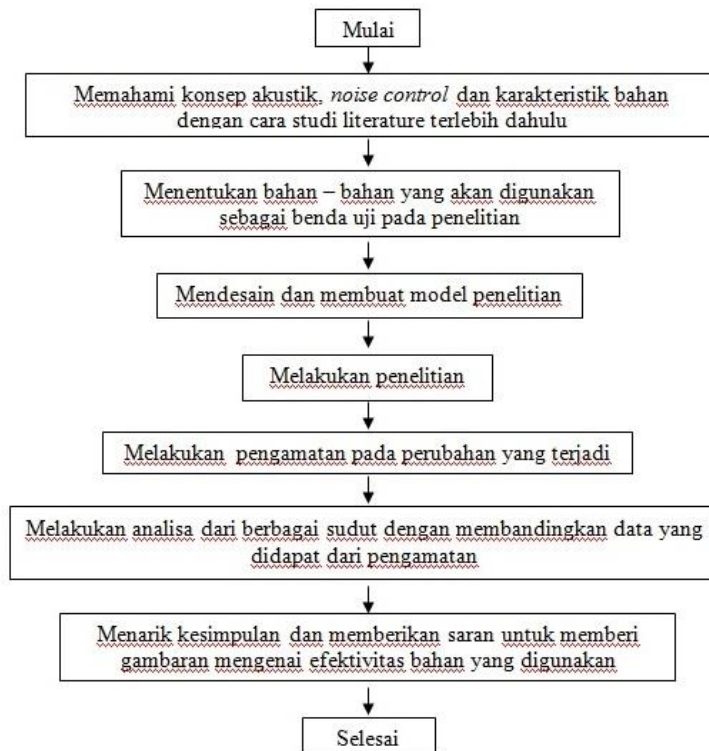 Mulai
Memahami konsep akustik, noise control dan karakteristik bahan
dengan cara studi literature terlebih dahulu
Menentukan bahan – bahan yang akan digunakan
sebagai benda uji pada penelitian
Mendesain dan membuat model penelitian
Melakukan penelitian
Melakukan pengamatan pada perubahan yang terjadi
Melakukan analisa dari berbagai sudut dengan membandingkan data yang
didapat dari pengamatan
Menarik kesimpulan dan memberikan saran untuk memberi
gambaran mengenai efektivitas bahan yang digunakan
Selesai